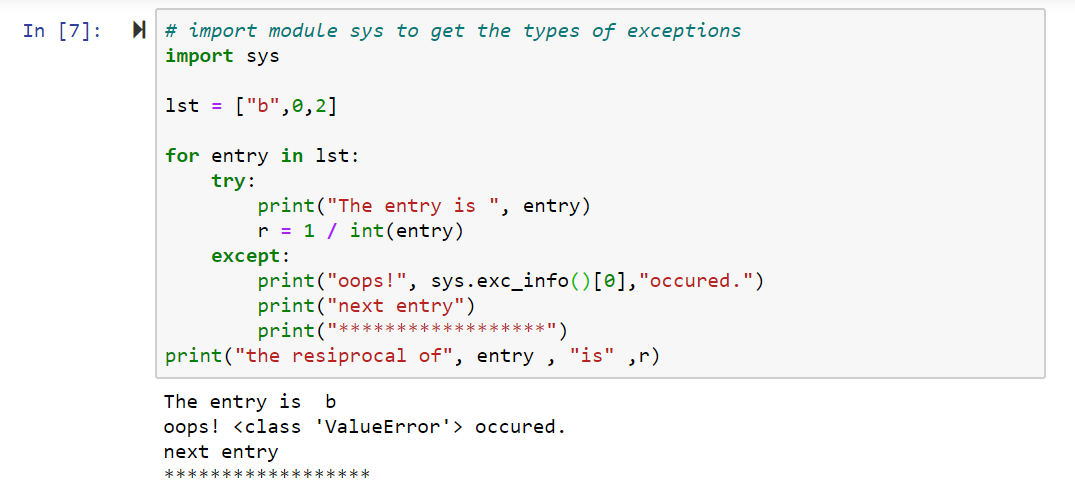 In [7]:
# import module sys to get the types of exceptions
import sys
lst = ["b",0,2]
for entry in lst:
    try:
        print("The entry is ", entry)
        r = 1 / int(entry)
    except:
        print("oops!", sys.exc_info()[0],"occured.")
        print("next entry")
        print("******************")
print("the resiprocal of", entry , "is" ,r)
The entry is  b
oops! <class 'ValueError'> occured.
next entry
******************